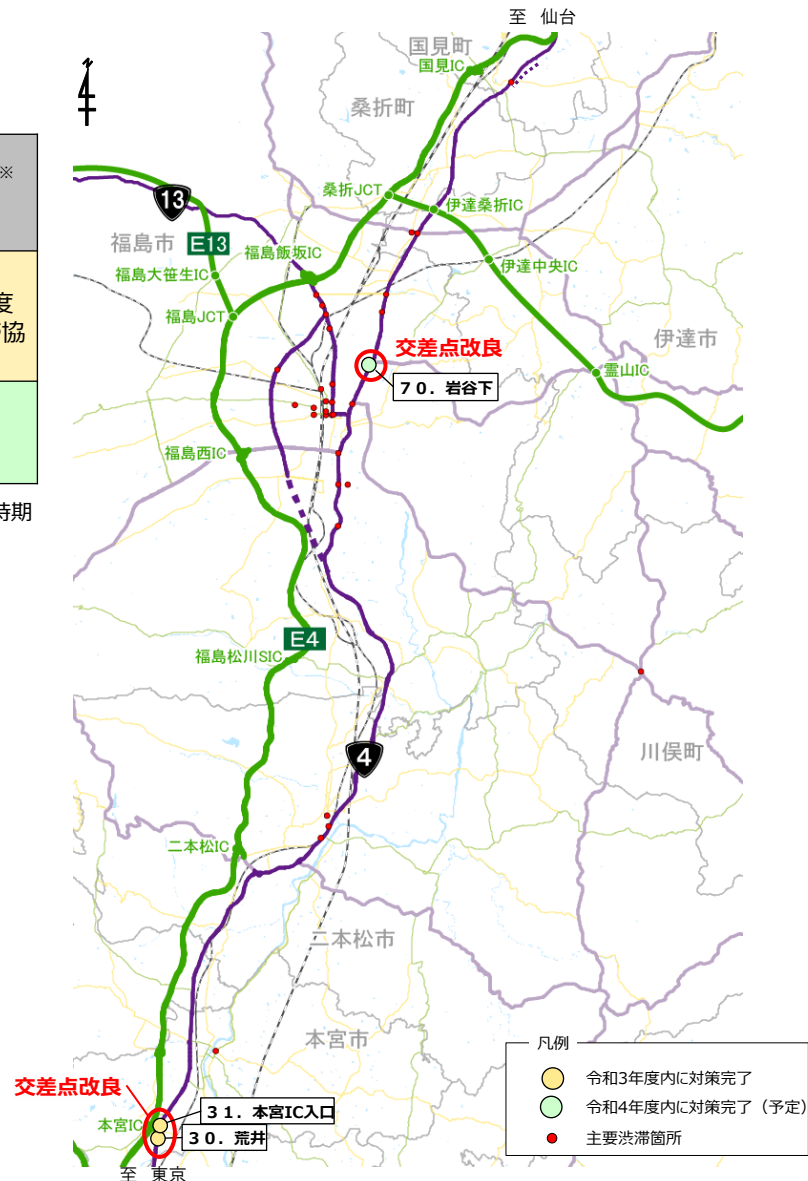 至 仙台
国見町
国見IC
4
桑折町
※
桑折JCT
伊達桑折IC
13
福島市
E13
福島飯坂IC
伊達中央IC
福島大笹生IC
度
協
福島JCT
伊達市
交差点改良
霊山IC
70．岩谷下
福島西IC
時期
E4
福島松川SIC
4
川俣町
二本松IC
二本松市
本宮市
凡例
令和3年度内に対策完了
令和4年度内に対策完了（予定）
主要渋滞箇所
交差点改良
31．本宮IC入口
本宮IC
30．荒井
至 東京